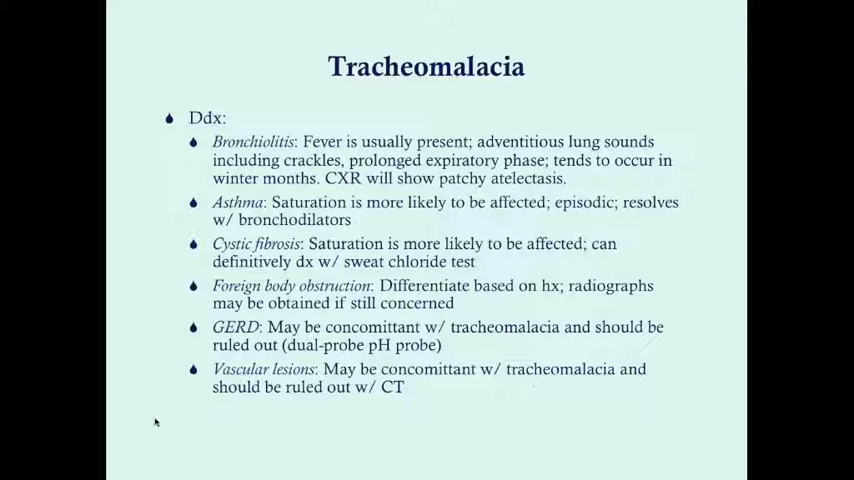 Tracheomalacia
Ddx:
Bronchiolitis: Fever is usually present; adventitious lung sounds
including crackles, prolonged expiratory phase; tends to occur in
winter months. CXR will show patchy atelectasis.
Asthma: Saturation is more likely to be affected; episodic; resolves
w/ bronchodilators
Cystic fibrosis: Saturation is more likely to be affected; can
definitively dx w/ sweat chloride test
Foreign body obstruction: Differentiate based on hx; radiographs
may be obtained if still concerned
GERD: May be concomittant w/ tracheomalacia and should be
ruled out (dual-probe pH probe)
Vascular lesions: May be concomittant w/ tracheomalacia and
should be ruled out w/ CT